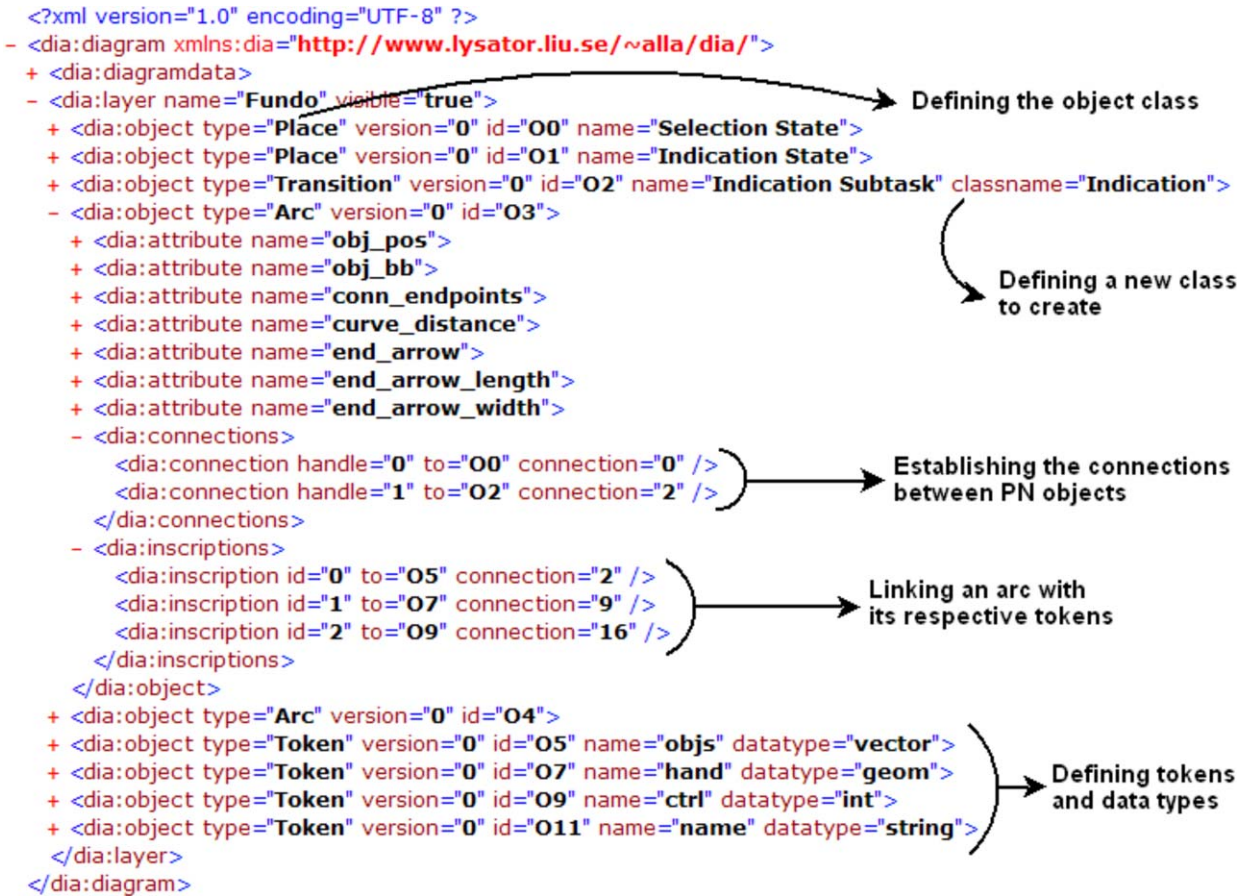 <?xml version="1.0" encoding="UTF-8" ?>
- <dia:diagram xmlns:dia="http://www.lysator.liu.se/~alla/dia/">
+ <dia:diagramdata>
- <dia:layer name="Fundo" visible="true">
Defining the object class
+ <dia:object type="Place" version="0" id="O0" name="Selection State">
+ <dia:object type="Place" version="0" id="O1" name="Indication State">
+ <dia:object type="Transition" version="0" id="O2" name="Indication Subtask" classname="Indication">
- <dia:object type="Arc" version="0" id="O3">
+ <dia:attribute name="obj_pos">
+ <dia:attribute name="obj_bb">
+ <dia:attribute name="conn_endpoints">
+ <dia:attribute name="curve_distance">
+ <dia:attribute name="end_arrow">
+ <dia:attribute name="end_arrow_length">
+ <dia:attribute name="end_arrow_width">
Defining a new class
to create
- <dia:connections>
<dia:connection handle="0" to="O0" connection="0" />
<dia:connection handle="1" to="O2" connection="2" />
</dia:connections>
Establishing the connections
between PN objects
- <dia:inscriptions>
<dia:inscription id="0" to="O5" connection="2" />
<dia:inscription id="1" to="O7" connection="9" />
<dia:inscription id="2" to="O9" connection="16" />
</dia:inscriptions>
Linking an arc with
its respective tokens
</dia:object>
+ <dia:object type="Arc" version="0" id="O4">
+ <dia:object type="Token" version="0" id="O5" name="objs" datatype="vector">
+ <dia:object type="Token" version="0" id="O7" name="hand" datatype="geom">
+ <dia:object type="Token" version="0" id="O9" name="ctrl" datatype="int">
+ <dia:object type="Token" version="0" id="O11" name="name" datatype="string">
Defining tokens
and data types
</dia:layer>
</dia:diagram>